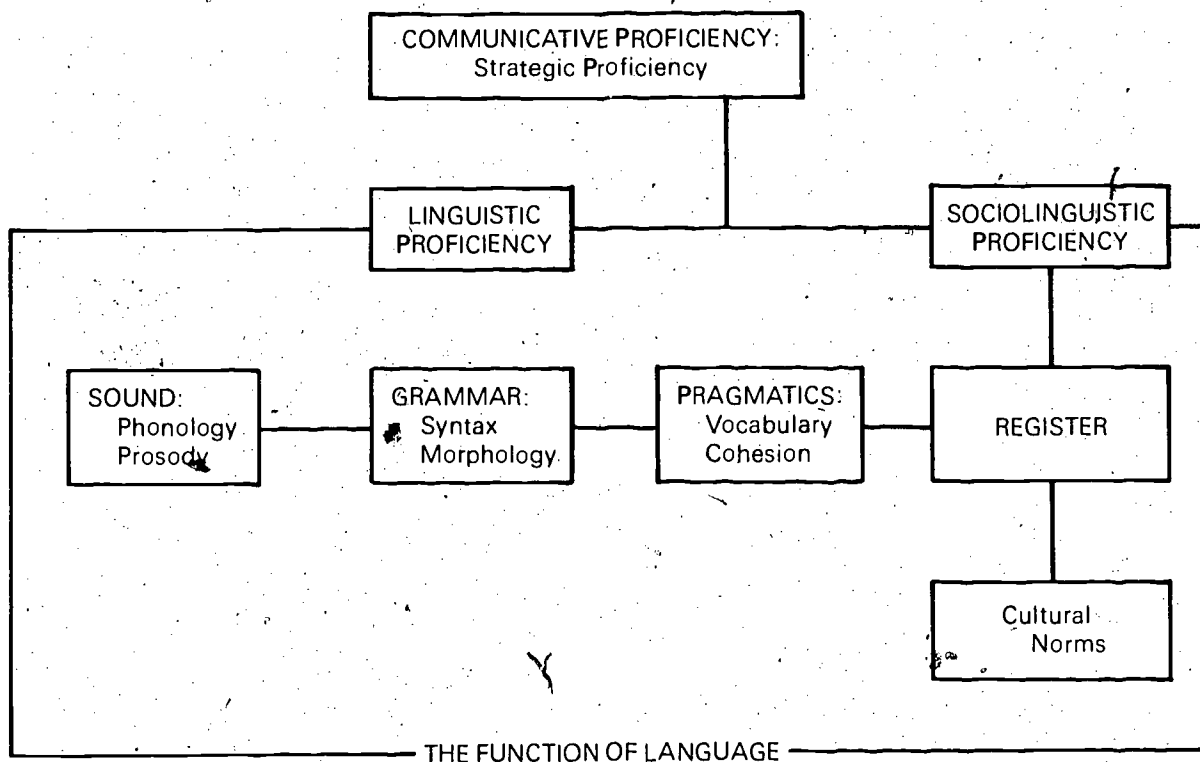 COMMUNICATIVE PROFICIENCY:
Strategic Proficiency
LINGUISTIC
PROFICIENCY
SOCIOLINGUISTIC
PROFICIENCY
SOUND:
Phonology
Prosody
GRAMMAR:
Syntax
Morphology
PRAGMATICS:
Vocabulary
Cohesion
REGISTER
Cultural
Norms
THE FUNCTION OF LANGUAGE